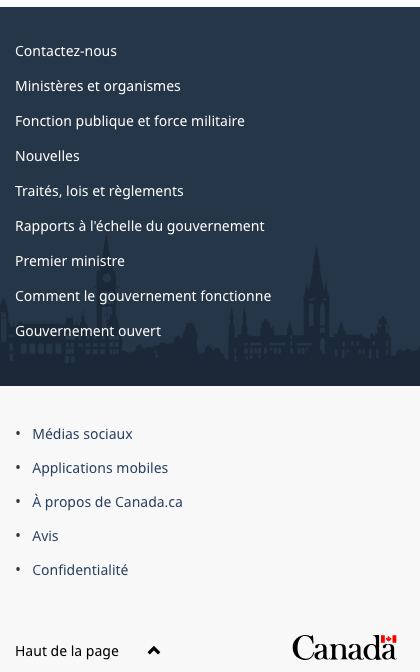 Contactez-nous
Ministères et organismes
Fonction publique et force militaire
Nouvelles
Traités, lois et règlements
Rapports à l'échelle du gouvernement
Premier ministre
Comment le gouvernement fonctionne
Gouvernement ouvert
• Médias sociaux
• Applications mobiles
• À propos de Canada.ca
• Avis
• Confidentialité
Haut de la page
Canada